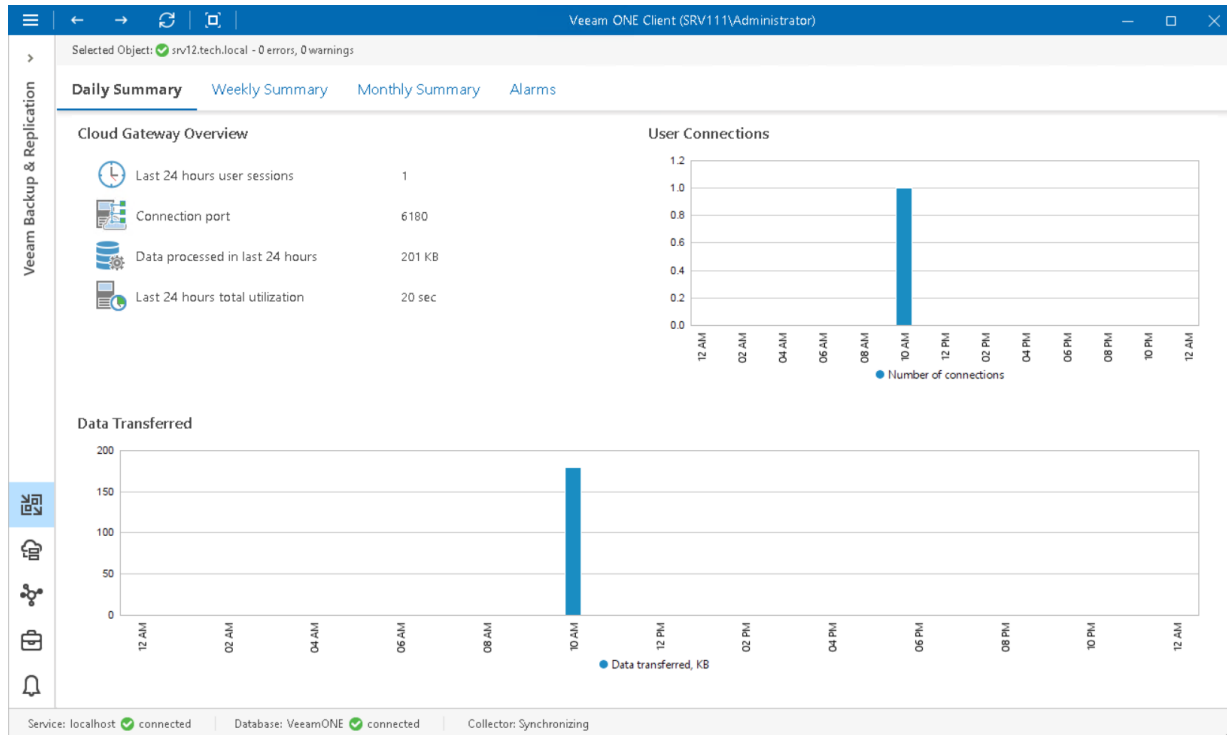 Veeam ONE Client (SRV111\Administrator)
Selected Object: srv12.tech.local - 0 errors, 0 warnings
Veeam Backup & Replication
Daily Summary Weekly Summary Monthly Summary Alarms
Cloud Gateway Overview
Last 24 hours user sessions 1
Connection port 6180
Data processed in last 24 hours 201 KB
Last 24 hours total utilization 20 sec
User Connections
1.2
1.0
0.8
0.6
0.4
0.2
0.0
12 AM 02 AM 04 AM 06 AM 08 AM 10 AM 12 PM 02 PM 04 PM 06 PM 08 PM 10 PM 12 AM
Number of connections
Data Transferred
200
150
100
50
0
12 AM 02 AM 04 AM 06 AM 08 AM 10 AM 12 PM 02 PM 04 PM 06 PM 08 PM 10 PM 12 AM
Data transferred, KB
Service: localhost connected Database: VeeamONE connected Collector: Synchronizing